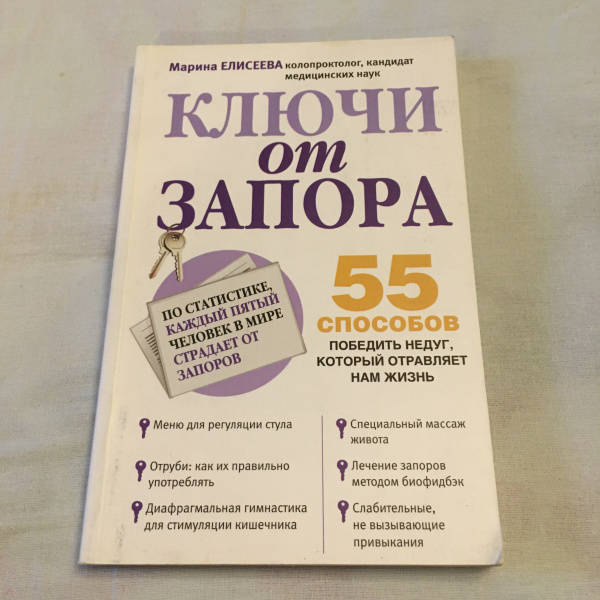 Марина ЕЛИСЕЕВА колопроктолог, кандидат
медицинских наук
КЛЮЧИ
от
ЗАПОРА
ПО СТАТИСТИКЕ,
КАЖДЫЙ ПЯТЫЙ
ЧЕЛОВЕК В МИРЕ
СТРАДАЕТ ОТ
ЗАПОРОВ
55
СПОСОБОВ
ПОБЕДИТЬ НЕДУГ,
КОТОРЫЙ ОТРАВЛЯЕТ
НАМ ЖИЗНЬ
Меню для регуляции стула
Отруби: как их правильно
употреблять
Диафрагмальная гимнастика
для стимуляции кишечника
Специальный массаж
живота
Лечение запоров
методом биофидбэк
Слабительные,
не вызывающие
привыкания